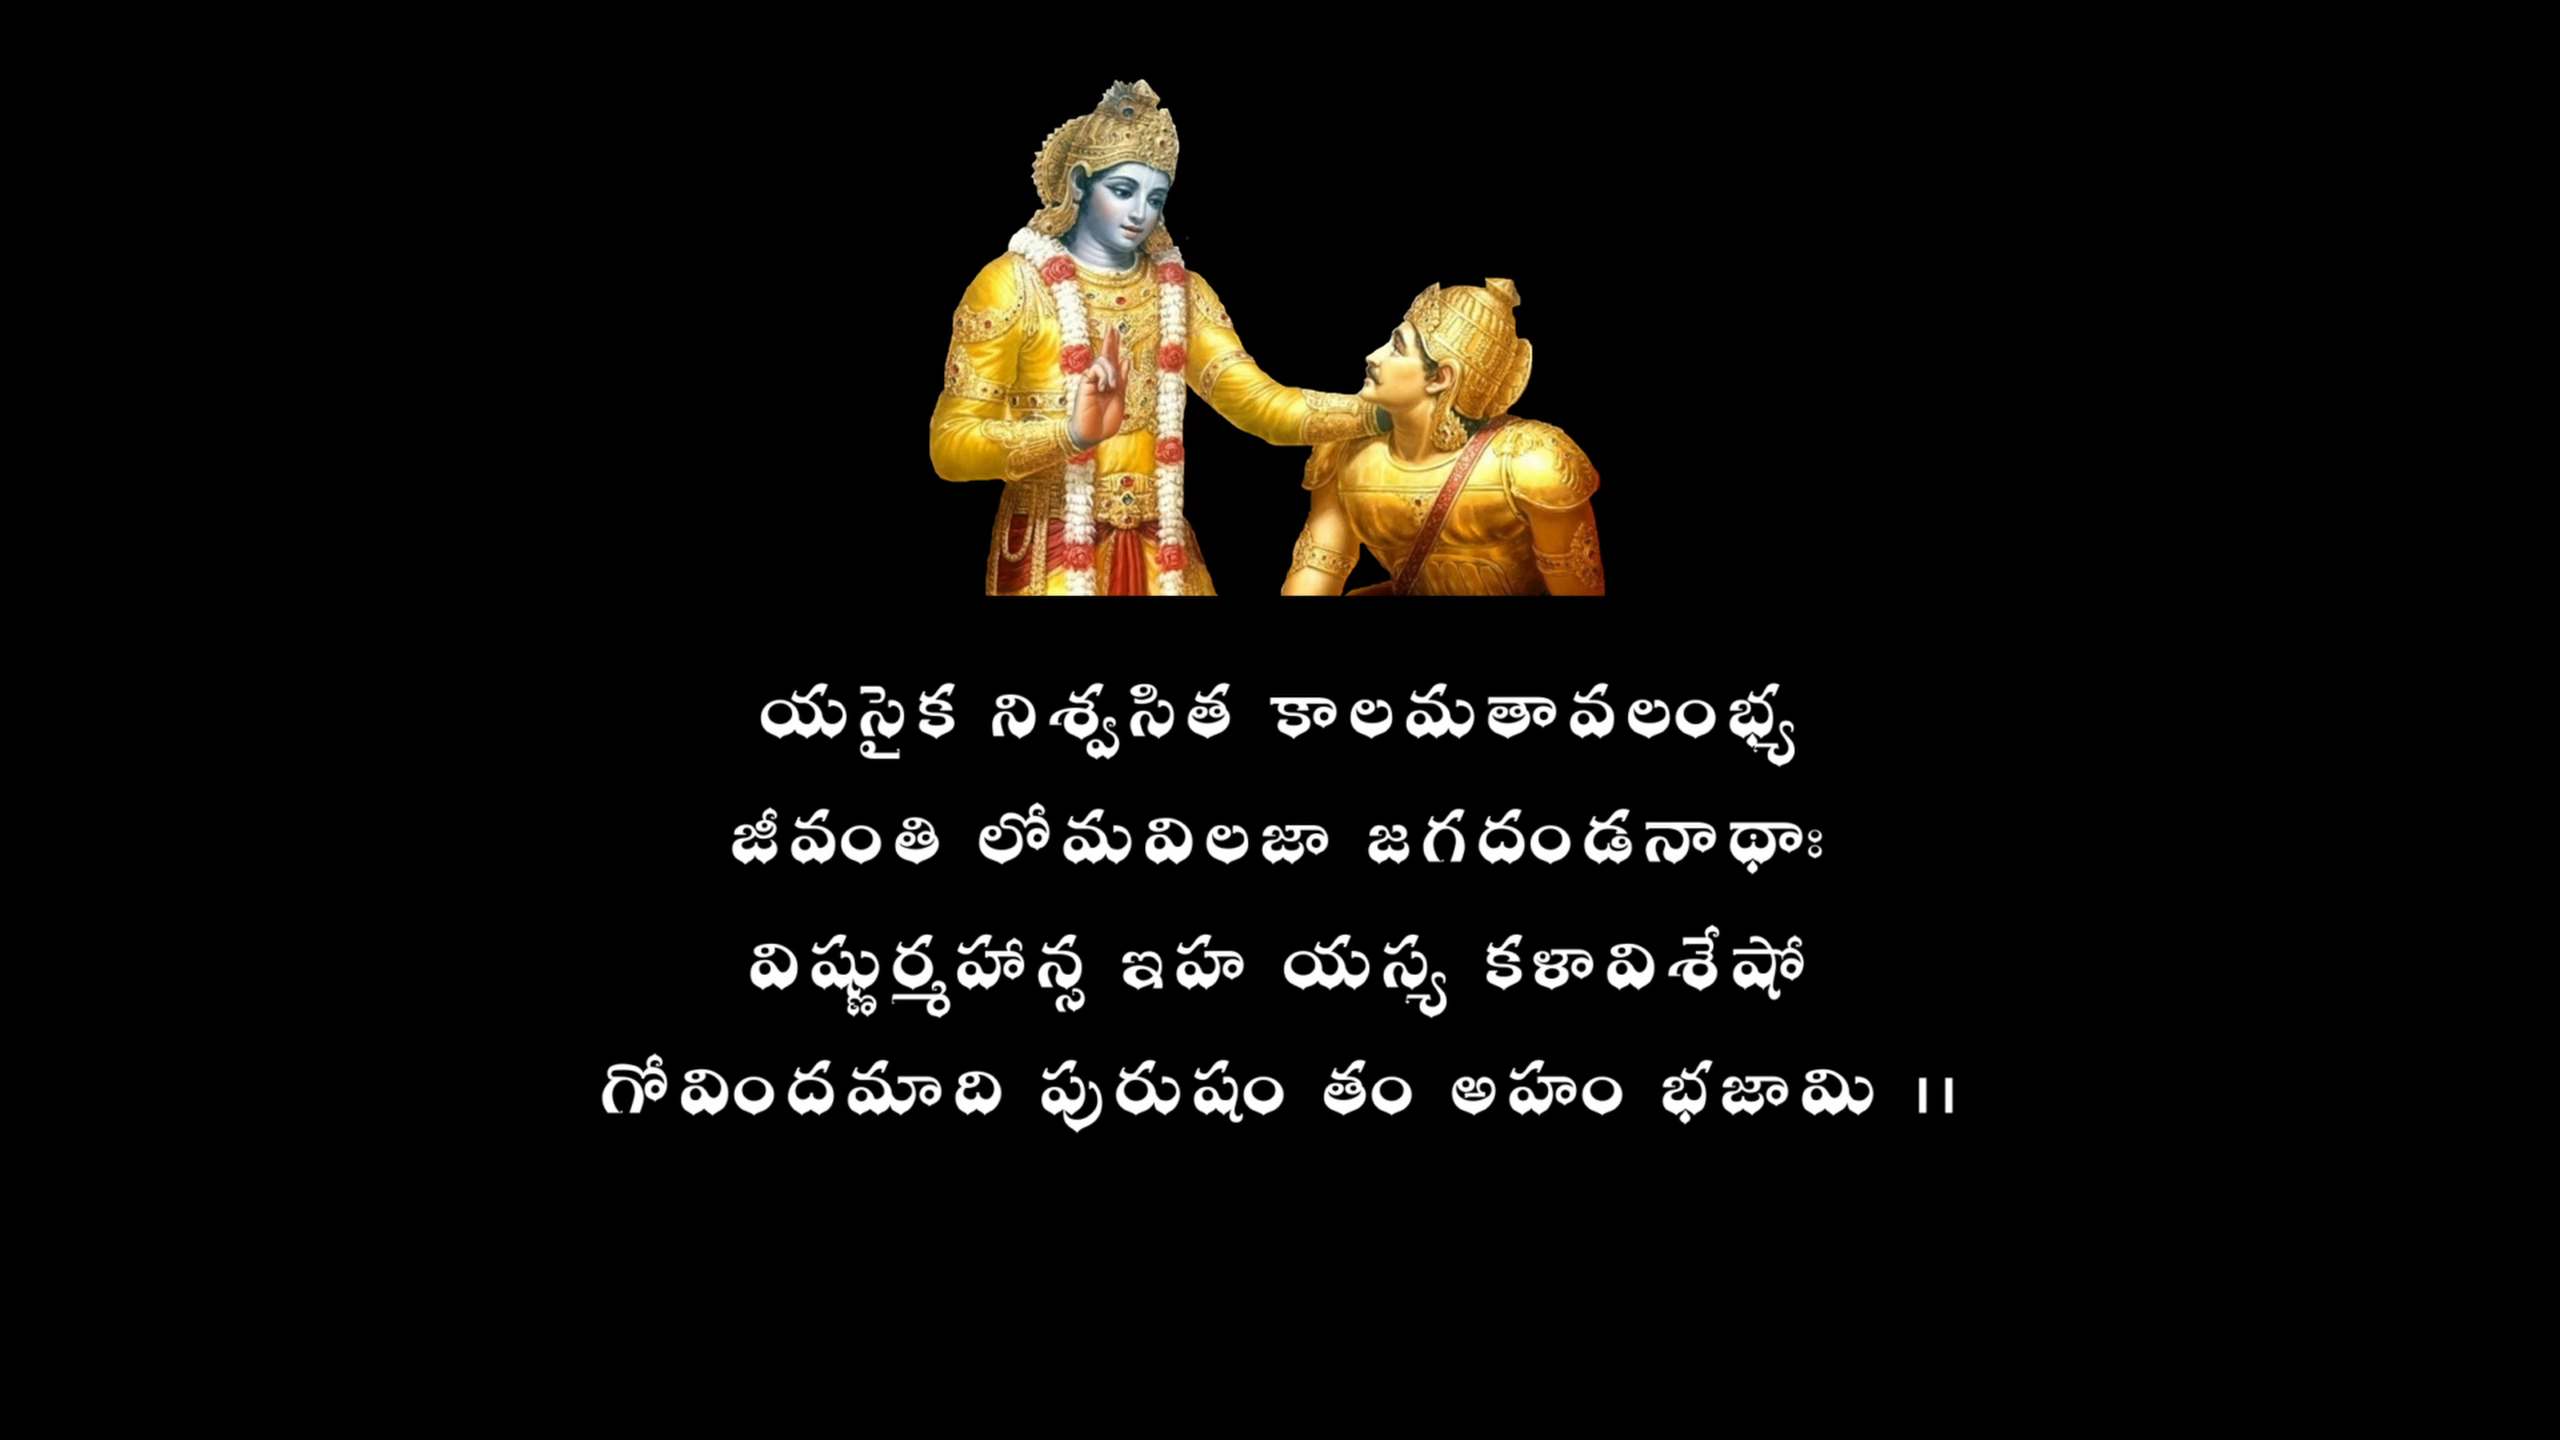 యసైక నిశ్వసిత కాలమతావలంభ్య
జీవంతి లోమవిలజా జగదండనాథాః
విష్ణుర్మహాన్స ఇహ యస్య కళావిశేషో
గోవిందమాది పురుషం తం అహం భజామి ।।